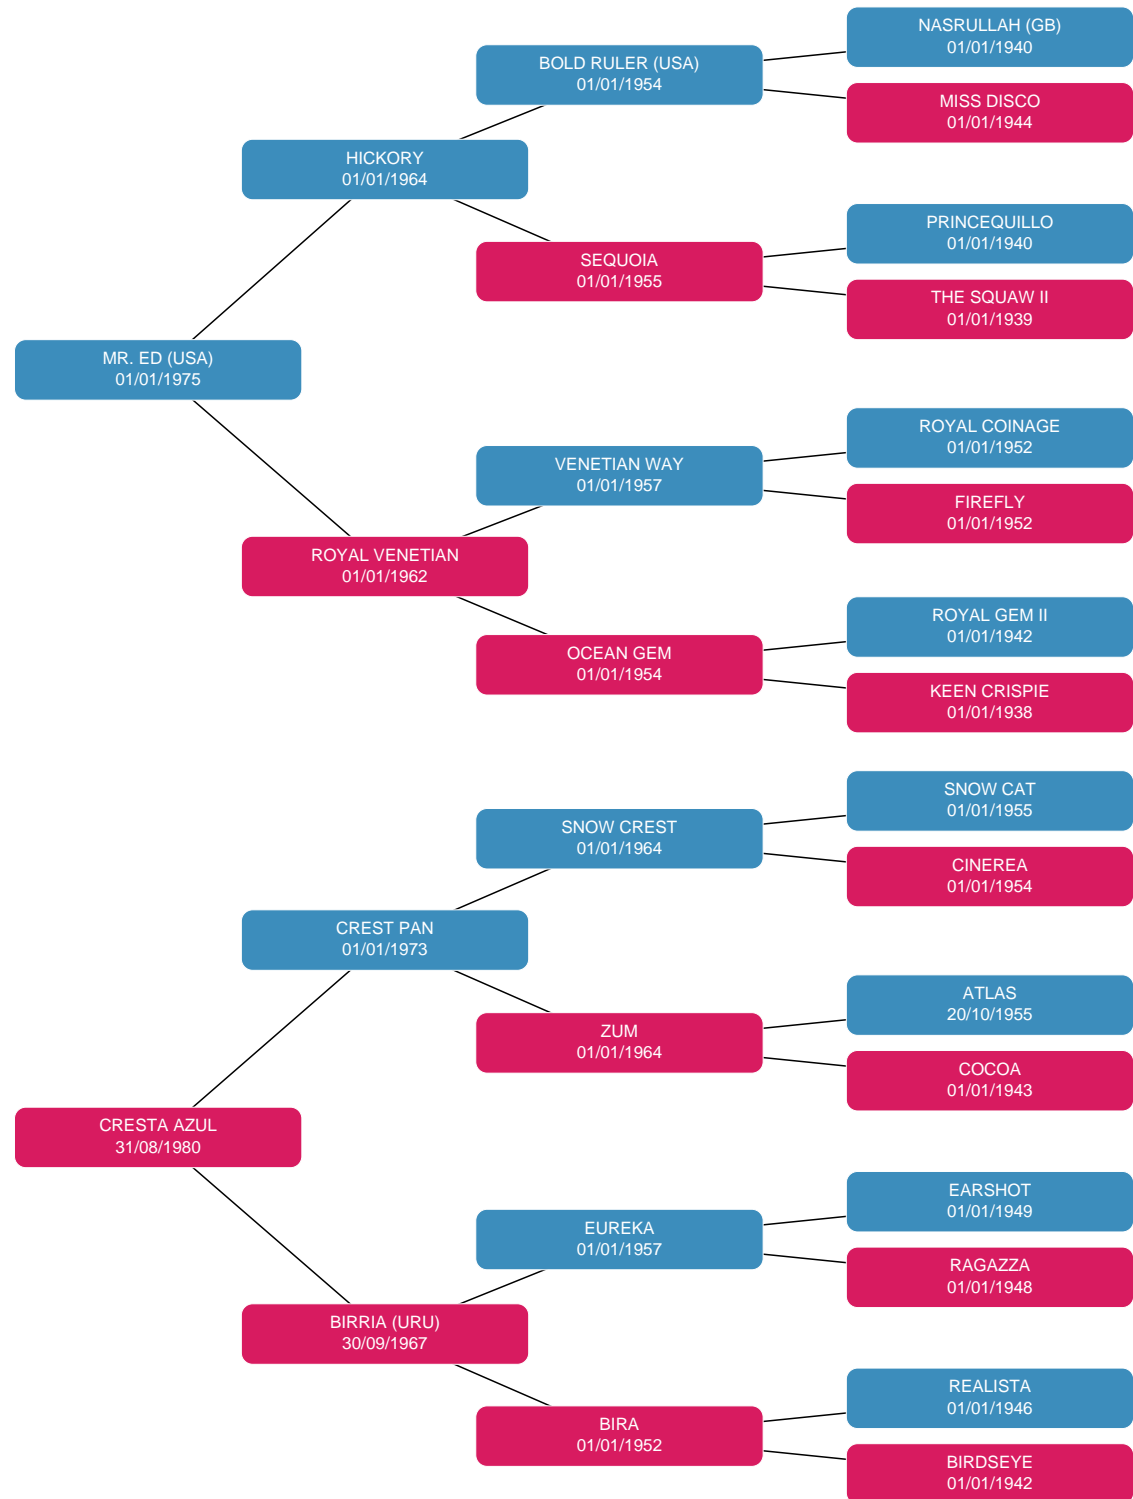 NASRULLAH (GB)
01/01/1940
BOLD RULER (USA)
01/01/1954
MISS DISCO
01/01/1944
HICKORY
01/01/1964
PRINCEQUILLO
01/01/1940
SEQUOIA
01/01/1955
THE SQUAW II
01/01/1939
MR. ED (USA)
01/01/1975
ROYAL COINAGE
01/01/1952
VENETIAN WAY
01/01/1957
FIREFLY
01/01/1952
ROYAL VENETIAN
01/01/1962
ROYAL GEM II
01/01/1942
OCEAN GEM
01/01/1954
KEEN CRISPIE
01/01/1938
SNOW CAT
01/01/1955
SNOW CREST
01/01/1964
CINEREA
01/01/1954
CREST PAN
01/01/1973
ATLAS
20/10/1955
ZUM
01/01/1964
COCOA
01/01/1943
CRESTA AZUL
31/08/1980
EARSHOT
01/01/1949
EUREKA
01/01/1957
RAGAZZA
01/01/1948
BIRRIA (URU)
30/09/1967
REALISTA
01/01/1946
BIRA
01/01/1952
BIRDSEYE
01/01/1942